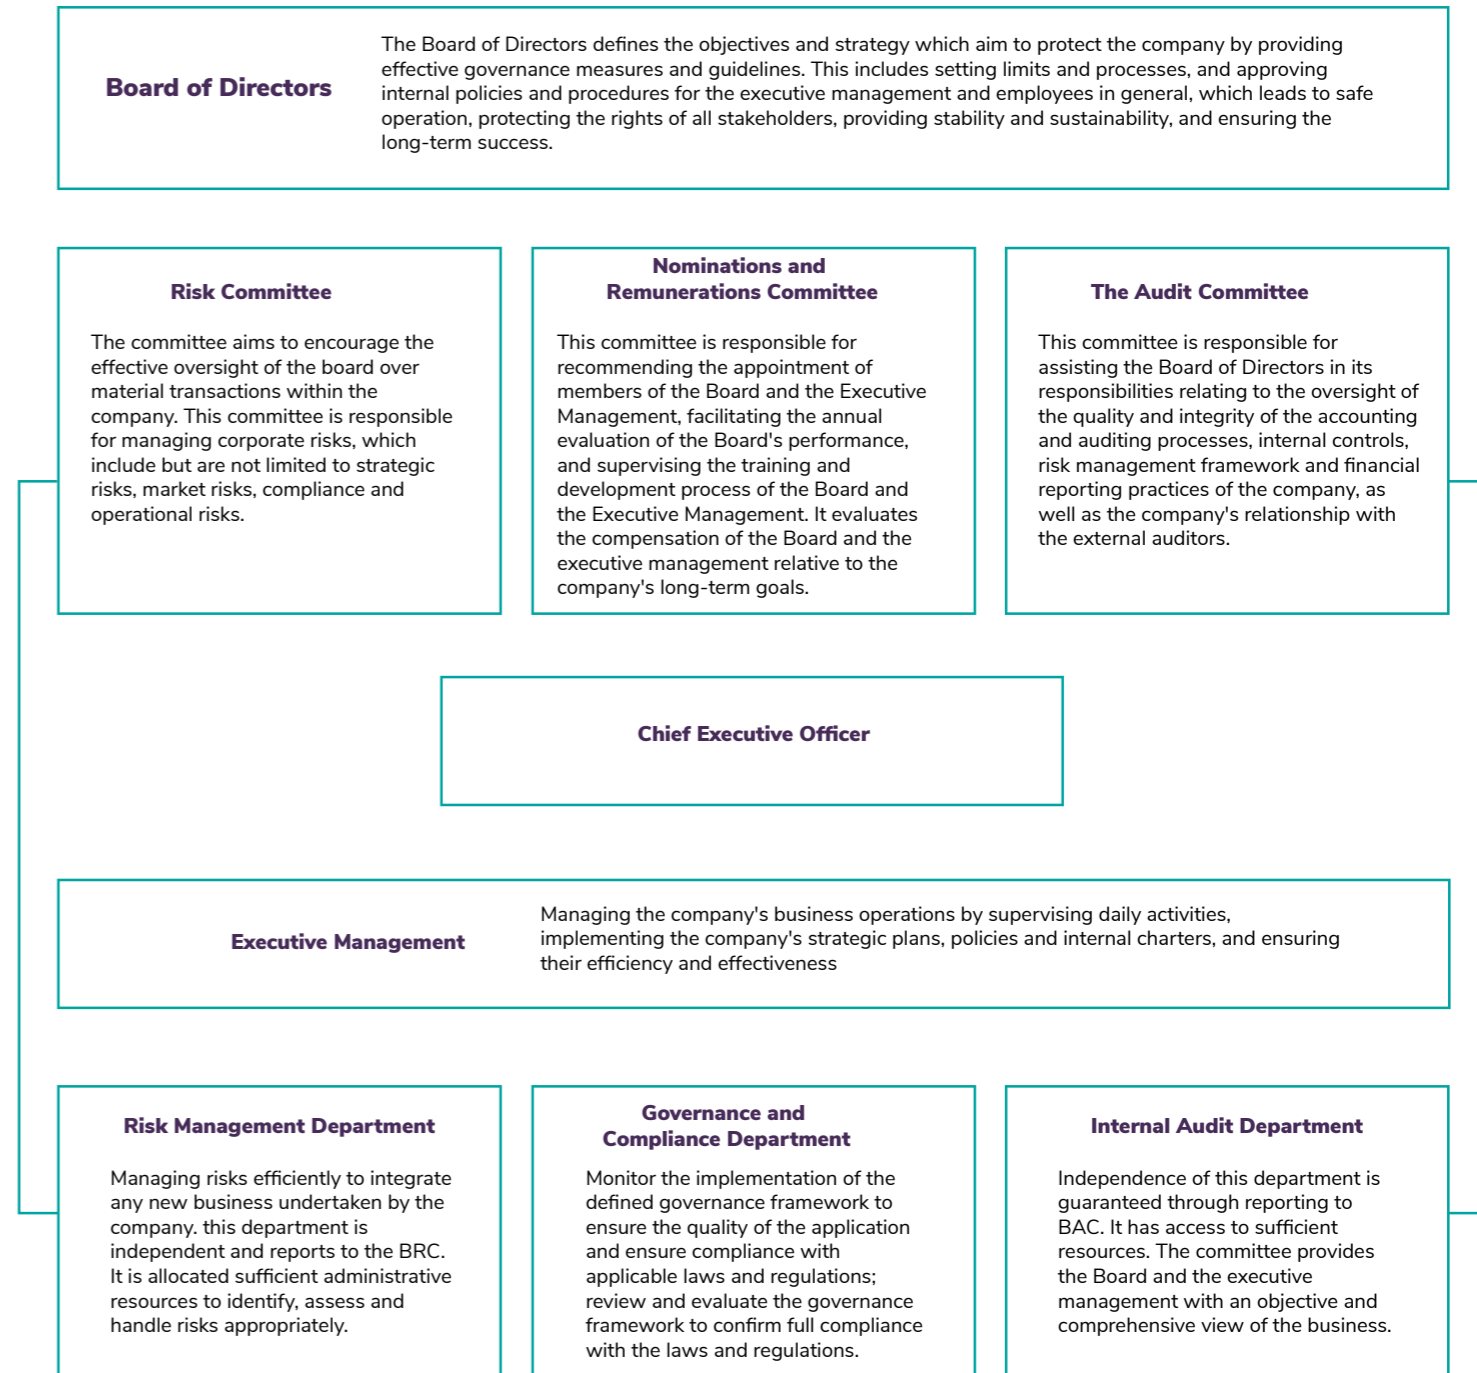 Board of Directors
The Board of Directors defines the objectives and strategy which aim to protect the company by providing
effective governance measures and guidelines. This includes setting limits and processes, and approving
internal policies and procedures for the executive management and employees in general, which leads to safe
operation, protecting the rights of all stakeholders, providing stability and sustainability, and ensuring the
long-term success.
Risk Committee
The committee aims to encourage the
effective oversight of the board over
material transactions within the
company. This committee is responsible
for managing corporate risks, which
include but are not limited to strategic
risks, market risks, compliance and
operational risks.
Nominations and
Remunerations Committee
This committee is responsible for
recommending the appointment of
members of the Board and the Executive
Management, facilitating the annual
evaluation of the Board's performance,
and supervising the training and
development process of the Board and
the Executive Management. It evaluates
the compensation of the Board and the
executive management relative to the
company's long-term goals.
The Audit Committee
This committee is responsible for
assisting the Board of Directors in its
responsibilities relating to the oversight of
the quality and integrity of the accounting
and auditing processes, internal controls,
risk management framework and financial
reporting practices of the company, as
well as the company's relationship with
the external auditors.
Chief Executive Officer
Executive Management
Managing the company's business operations by supervising daily activities,
implementing the company's strategic plans, policies and internal charters, and ensuring
their efficiency and effectiveness
Risk Management Department
Managing risks efficiently to integrate
any new business undertaken by the
company. this department is
independent and reports to the BRC.
It is allocated sufficient administrative
resources to identify, assess and
handle risks appropriately.
Governance and
Compliance Department
Monitor the implementation of the
defined governance framework to
ensure the quality of the application
and ensure compliance with
applicable laws and regulations;
review and evaluate the governance
framework to confirm full compliance
with the laws and regulations.
Internal Audit Department
Independence of this department is
guaranteed through reporting to
BAC. It has access to sufficient
resources. The committee provides
the Board and the executive
management with an objective and
comprehensive view of the business.